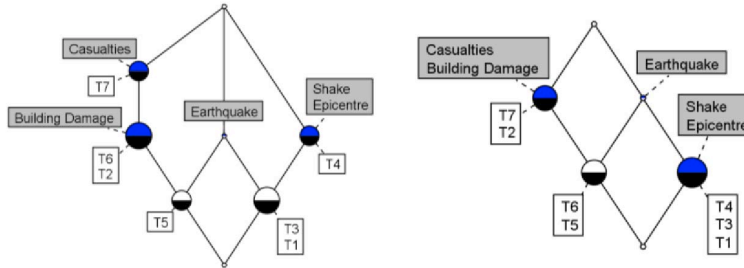 Casualties
T7
Building Damage
T6
T2
Earthquake
Shake
Epicentre
T4
T5
T3
T1
Casualties
Building Damage
T7
T2
Earthquake
Shake
Epicentre
T6
T5
T4
T3
T1